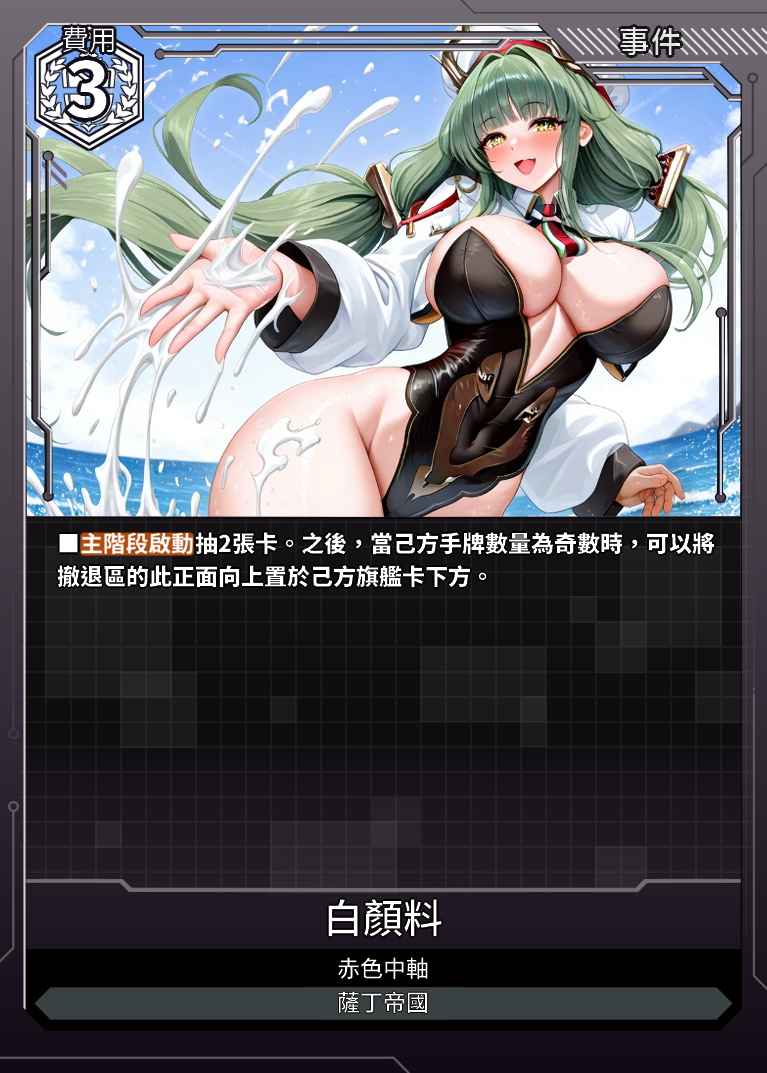 費用
3
事件
■主階段啟動抽2張卡。之後，當己方手牌數量為奇數時，可以將
撤退區的此正面向上置於己方旗艦卡下方。
白顏料
赤色中軸
薩丁帝國